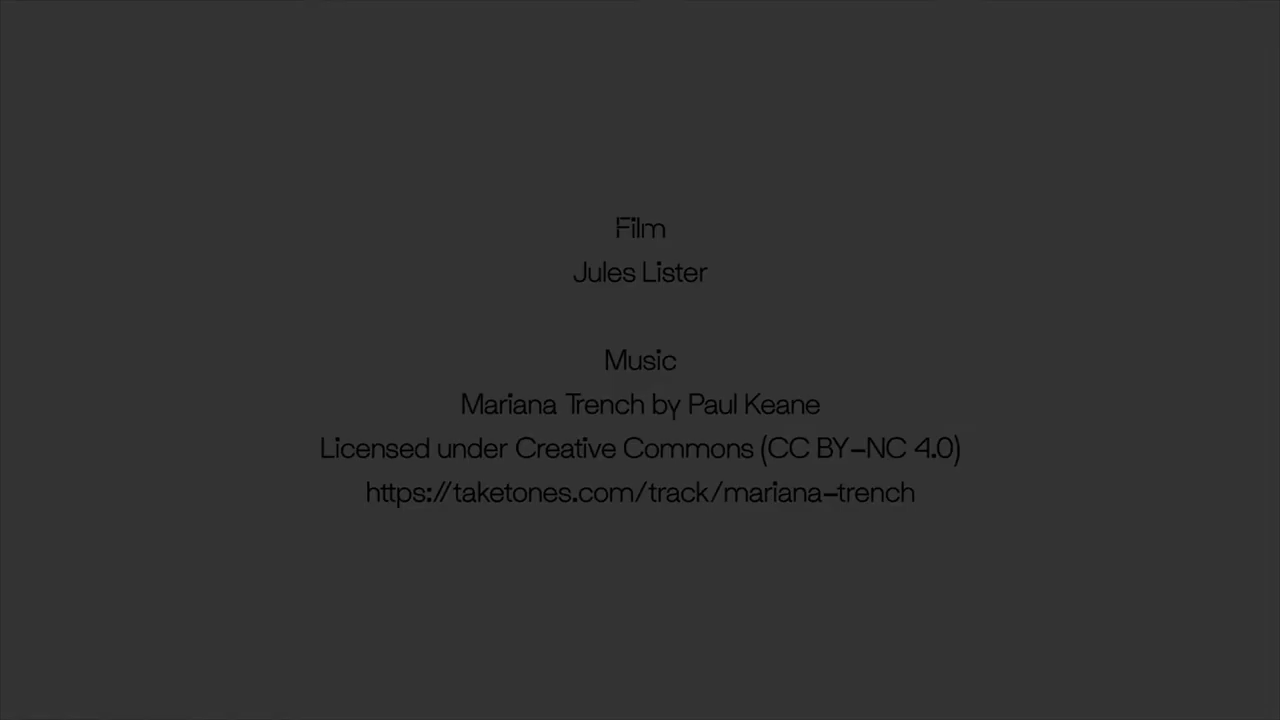 Film
Jules Lister
Music
Mariana Trench by Paul Keane
Licensed under Creative Commons (CC BY-NC 4.0)
https://taketones.com/track/mariana-trench